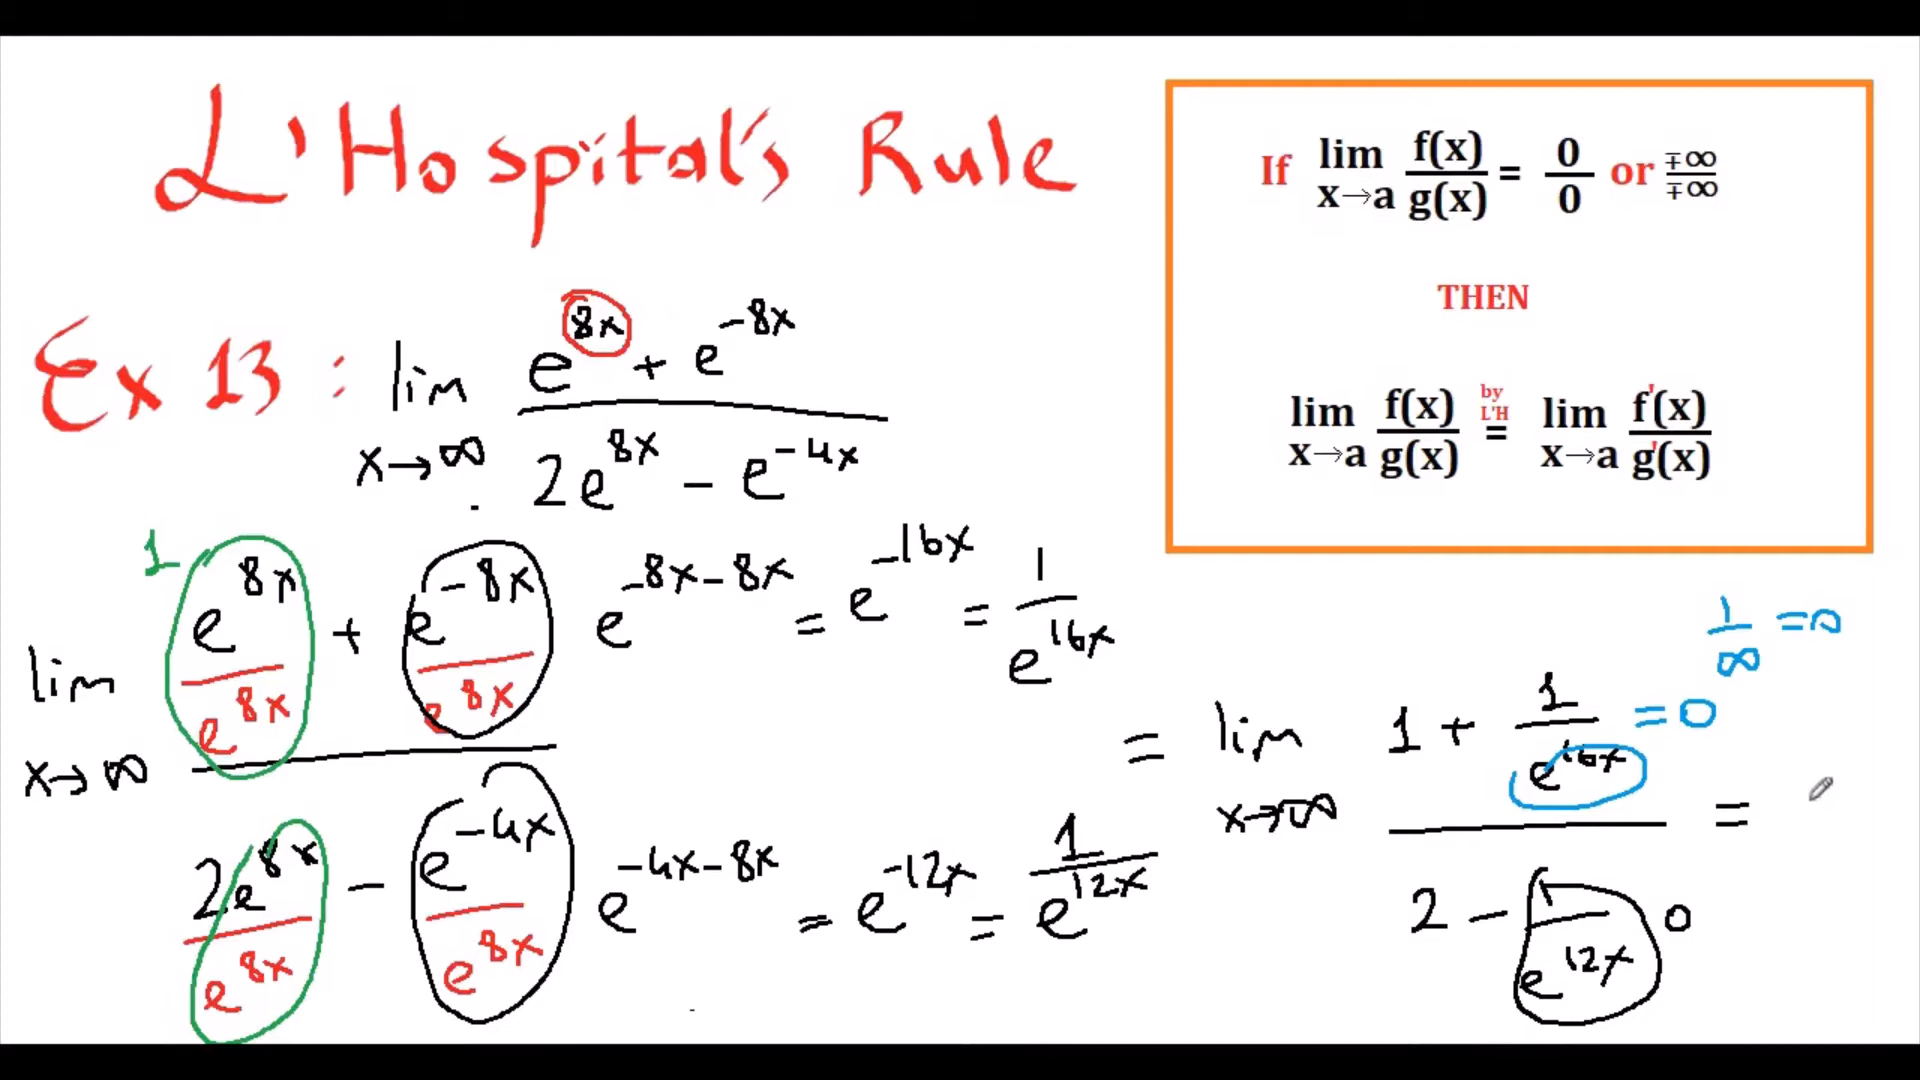 L'Hospital's Rule
If lim x→a f(x)/g(x) = 0/0 or ∓∞/∓∞
THEN
lim x→a f(x)/g(x) by L'H = lim x→a f'(x)/g'(x)
Ex 13 : lim x→∞ (e^{8x} + e^{-8x})/(2e^{8x} - e^{-4x})
1
lim x→∞ (e^{8x}/e^{8x} + e^{-8x}/e^{8x})/(2e^{8x}/e^{8x} - e^{-4x}/e^{8x})
e^{-8x-8x} = e^{-16x} = 1/e^{16x}
e^{-4x-8x} = e^{-12x} = 1/e^{12x}
1/∞ = 0
= lim x→∞ (1 + 1/e^{16x})/(2 - 1/e^{12x}) =
= 0
0